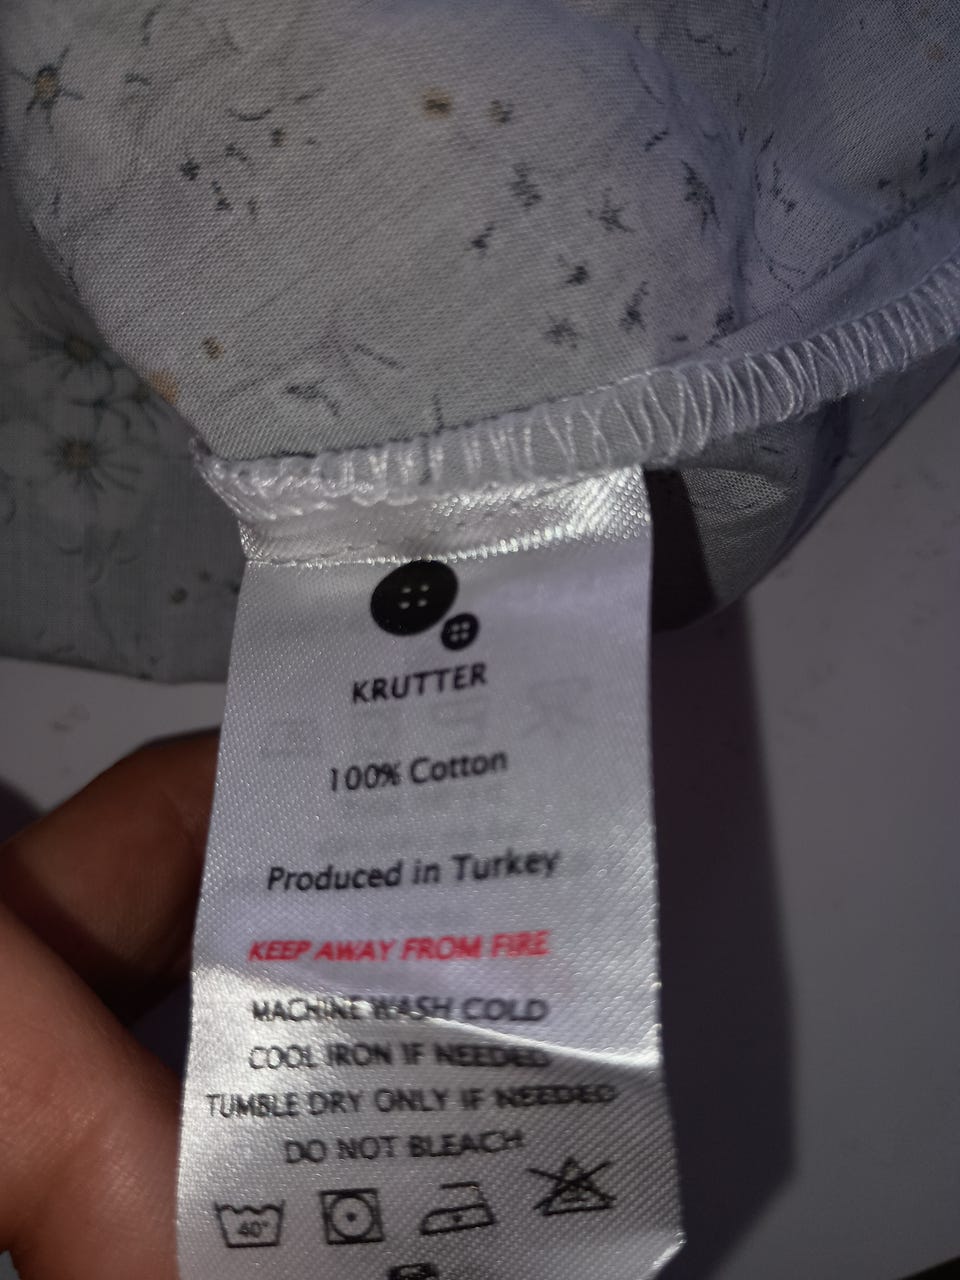 KRUTTER
100% Cotton
Produced in Turkey
KEEP AWAY FROM FIRE
MACHINE WASH COLD
COOL IRON IF NEEDED
TUMBLE DRY ONLY IF NEEDED
DO NOT BLEACH
40°